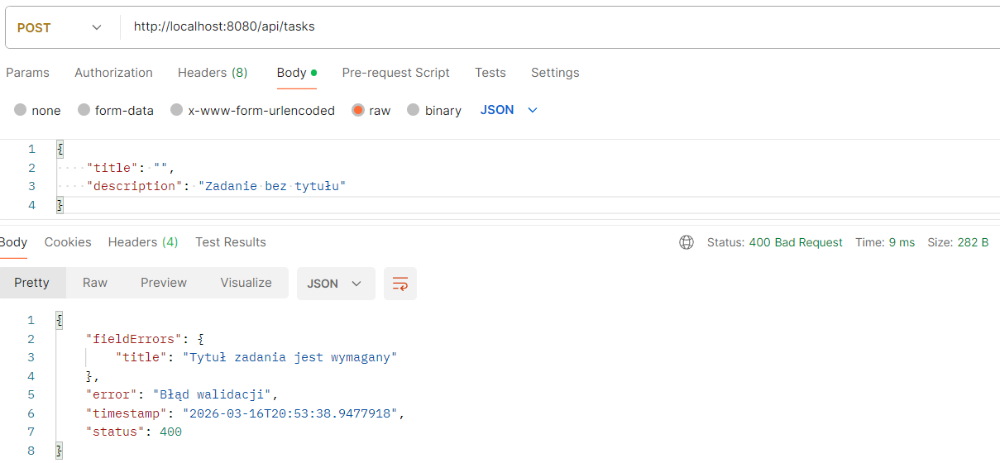 POST http://localhost:8080/api/tasks
Params Authorization Headers (8) Body Pre-request Script Tests Settings
none form-data x-www-form-urlencoded raw binary JSON
1 {
2 ····"title":·"",
3 ····"description":·"Zadanie·bez·tytułu"
4 }
Body Cookies Headers (4) Test Results Status: 400 Bad Request Time: 9 ms Size: 282 B
Pretty Raw Preview Visualize JSON
1 {
2     "fieldErrors": {
3         "title": "Tytuł zadania jest wymagany"
4     },
5     "error": "Błąd walidacji",
6     "timestamp": "2026-03-16T20:53:38.9477918",
7     "status": 400
8 }